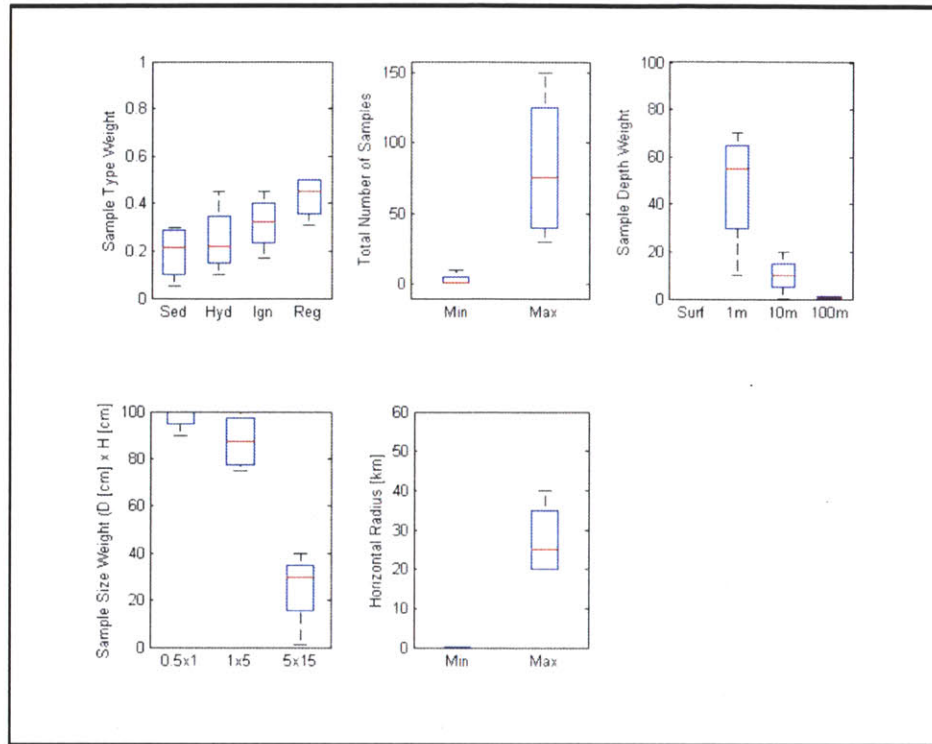 Sample Type Weight
1
0.8
0.6
0.4
0.2
0
Sed Hyd Ign Reg
Total Number of Samples
150
100
50
0
Min Max
Sample Depth Weight
100
80
60
40
20
0
Surf 1m 10m 100m
Sample Size Weight (D [cm] x H [cm]
100
80
60
40
20
0
0.5x1 1x5 5x15
Horizontal Radius [km]
60
50
40
30
20
10
0
Min Max